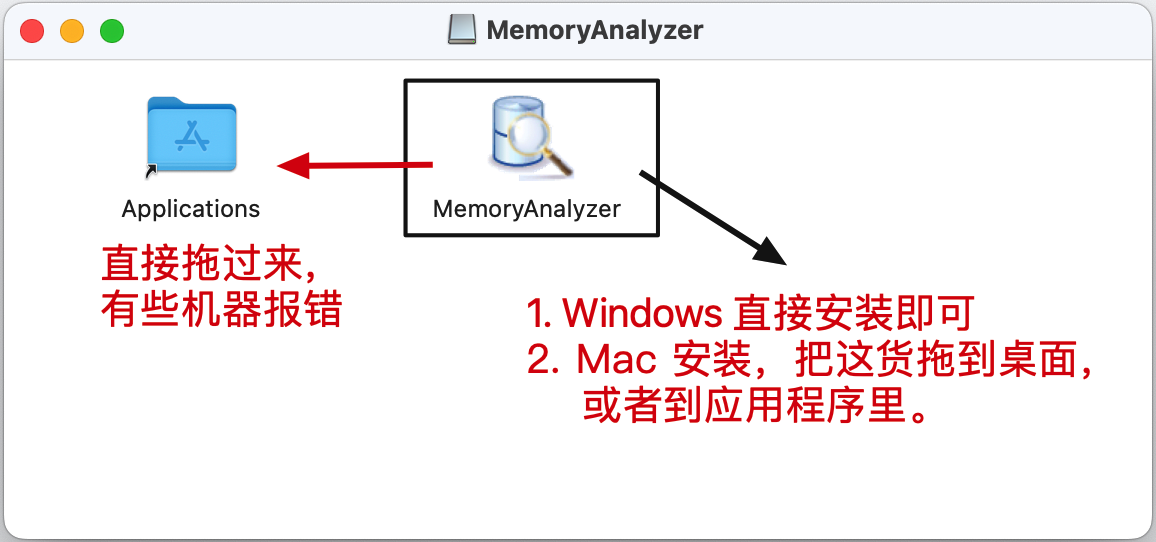 MemoryAnalyzer
Applications
MemoryAnalyzer
直接拖过来，
有些机器报错
1. Windows 直接安装即可
2. Mac 安装，把这货拖到桌面，
或者到应用程序里。